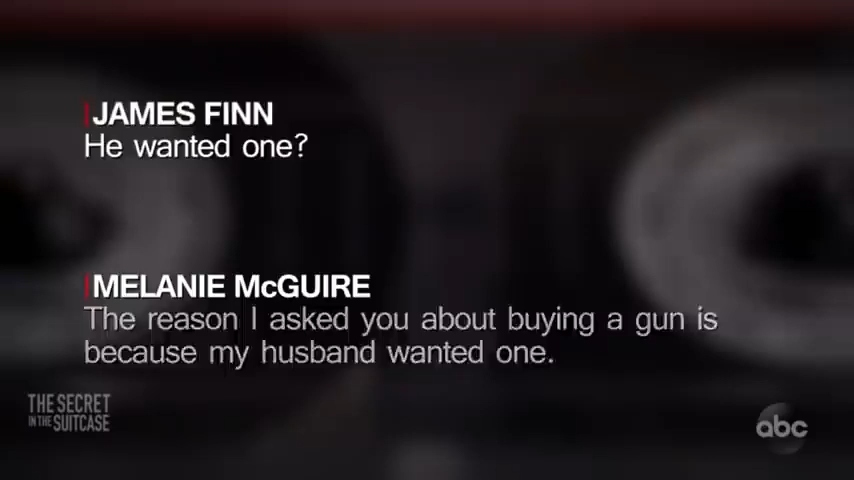 JAMES FINN
He wanted one?
MELANIE McGUIRE
The reason I asked you about buying a gun is
because my husband wanted one.
THE SECRET
IN THE SUITCASE
abc